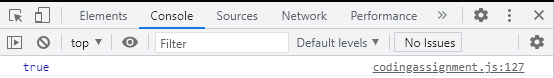 Elements Console Sources Network Performance »
top ▾ Filter Default levels ▾ No Issues
true codingassignment.js:127